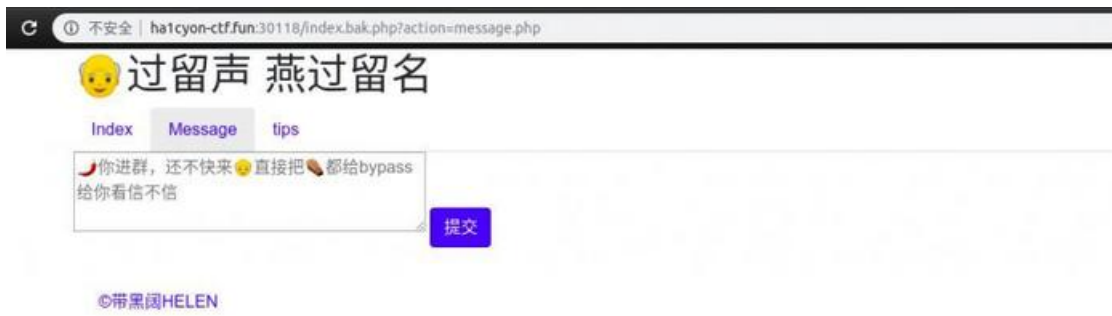 不安全 | ha1cyon-ctf.fun:30118/index.bak.php?action=message.php
👴过留声 燕过留名
Index Message tips
🌶你进群，还不快来👴直接把⚰都给bypass
给你看信不信
提交
©带黑阔HELEN